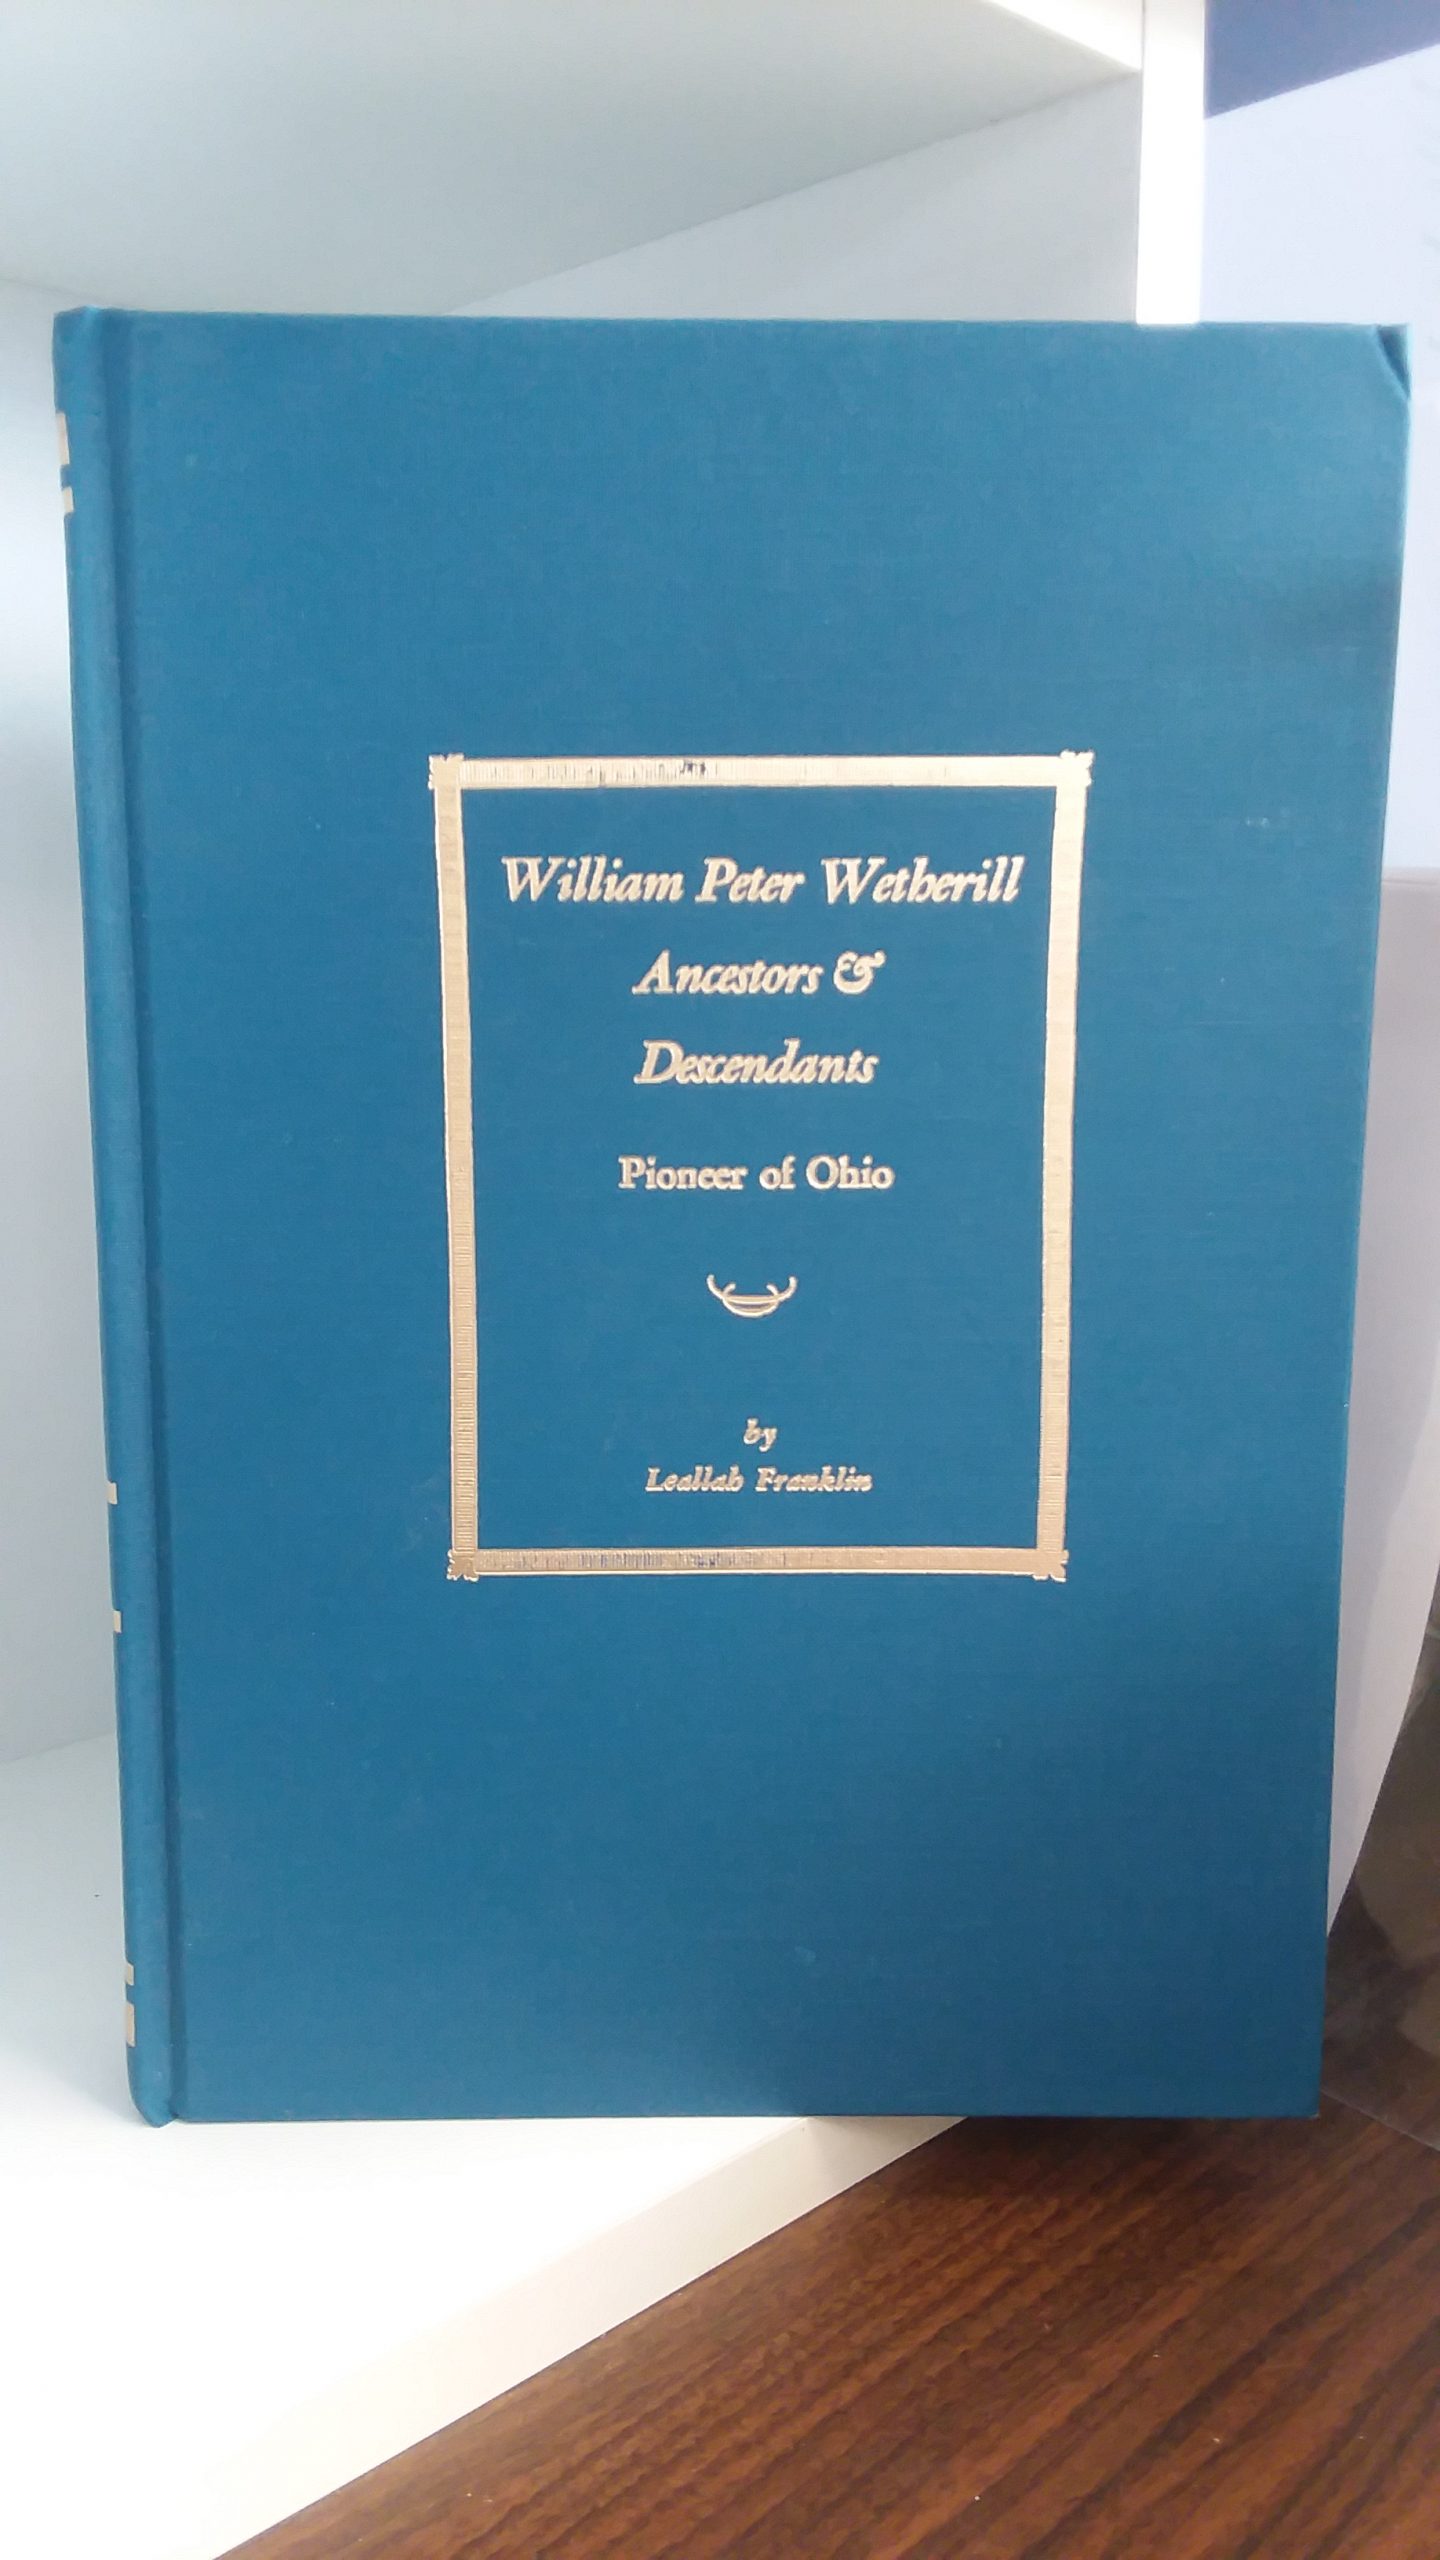 William Peter Wetherill
Ancestors &
Descendants
Pioneer of Ohio
by
Leallah Franklin